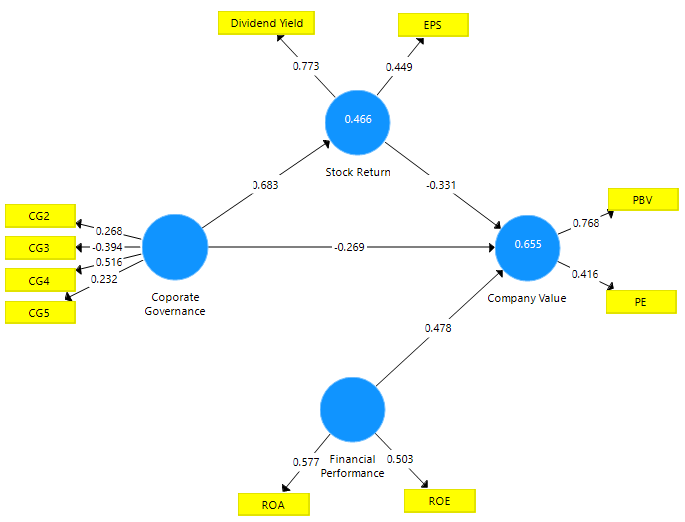 Dividend Yield
EPS
0.773
0.449
0.466
Stock Return
0.683
-0.331
CG2
CG3
CG4
CG5
0.268
-0.394
0.516
0.232
Coporate
Governance
-0.269
0.655
Company Value
PBV
0.768
0.416
PE
0.478
Financial
Performance
0.577
0.503
ROA
ROE